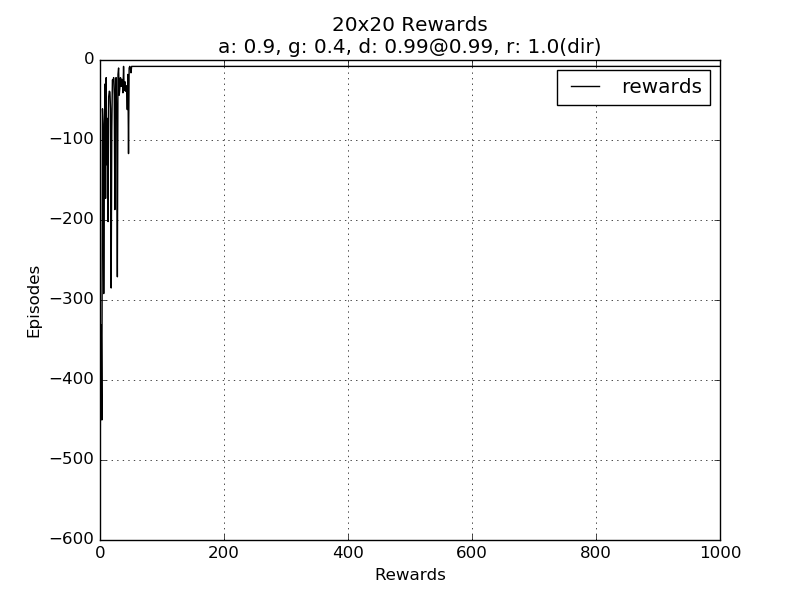 20x20 Rewards
a: 0.9, g: 0.4, d: 0.99@0.99, r: 1.0(dir)
rewards
Episodes
0
−100
−200
−300
−400
−500
−600
0 200 400 600 800 1000
Rewards